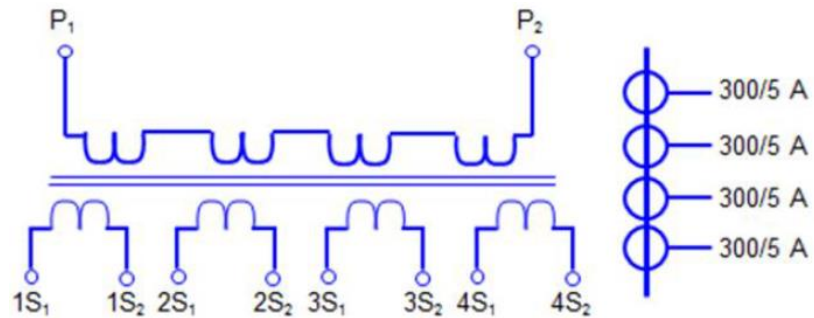 P₁ P₂
300/5 A
300/5 A
300/5 A
300/5 A
1S₁ 1S₂ 2S₁ 2S₂ 3S₁ 3S₂ 4S₁ 4S₂